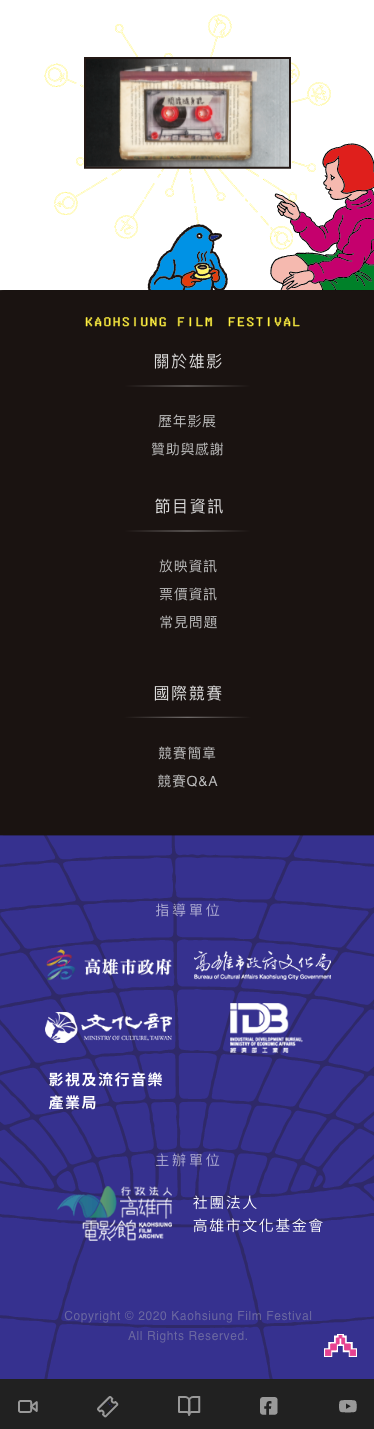 KAOHSIUNG FILM FESTIVAL
關於雄影
歷年影展
贊助與感謝
節目資訊
放映資訊
票價資訊
常見問題
國際競賽
競賽簡章
競賽Q&A
指導單位
高雄市政府
高雄市政府文化局
Bureau of Cultural Affairs Kaohsiung City Government
文化部
MINISTRY OF CULTURE, TAIWAN
IDB
INDUSTRIAL DEVELOPMENT BUREAU,
MINISTRY OF ECONOMIC AFFAIRS
經濟部工業局
影視及流行音樂
產業局
主辦單位
行政法人
高雄市
電影館
KAOHSIUNG
FILM
ARCHIVE
社團法人
高雄市文化基金會
Copyright © 2020 Kaohsiung Film Festival
All Rights Reserved.